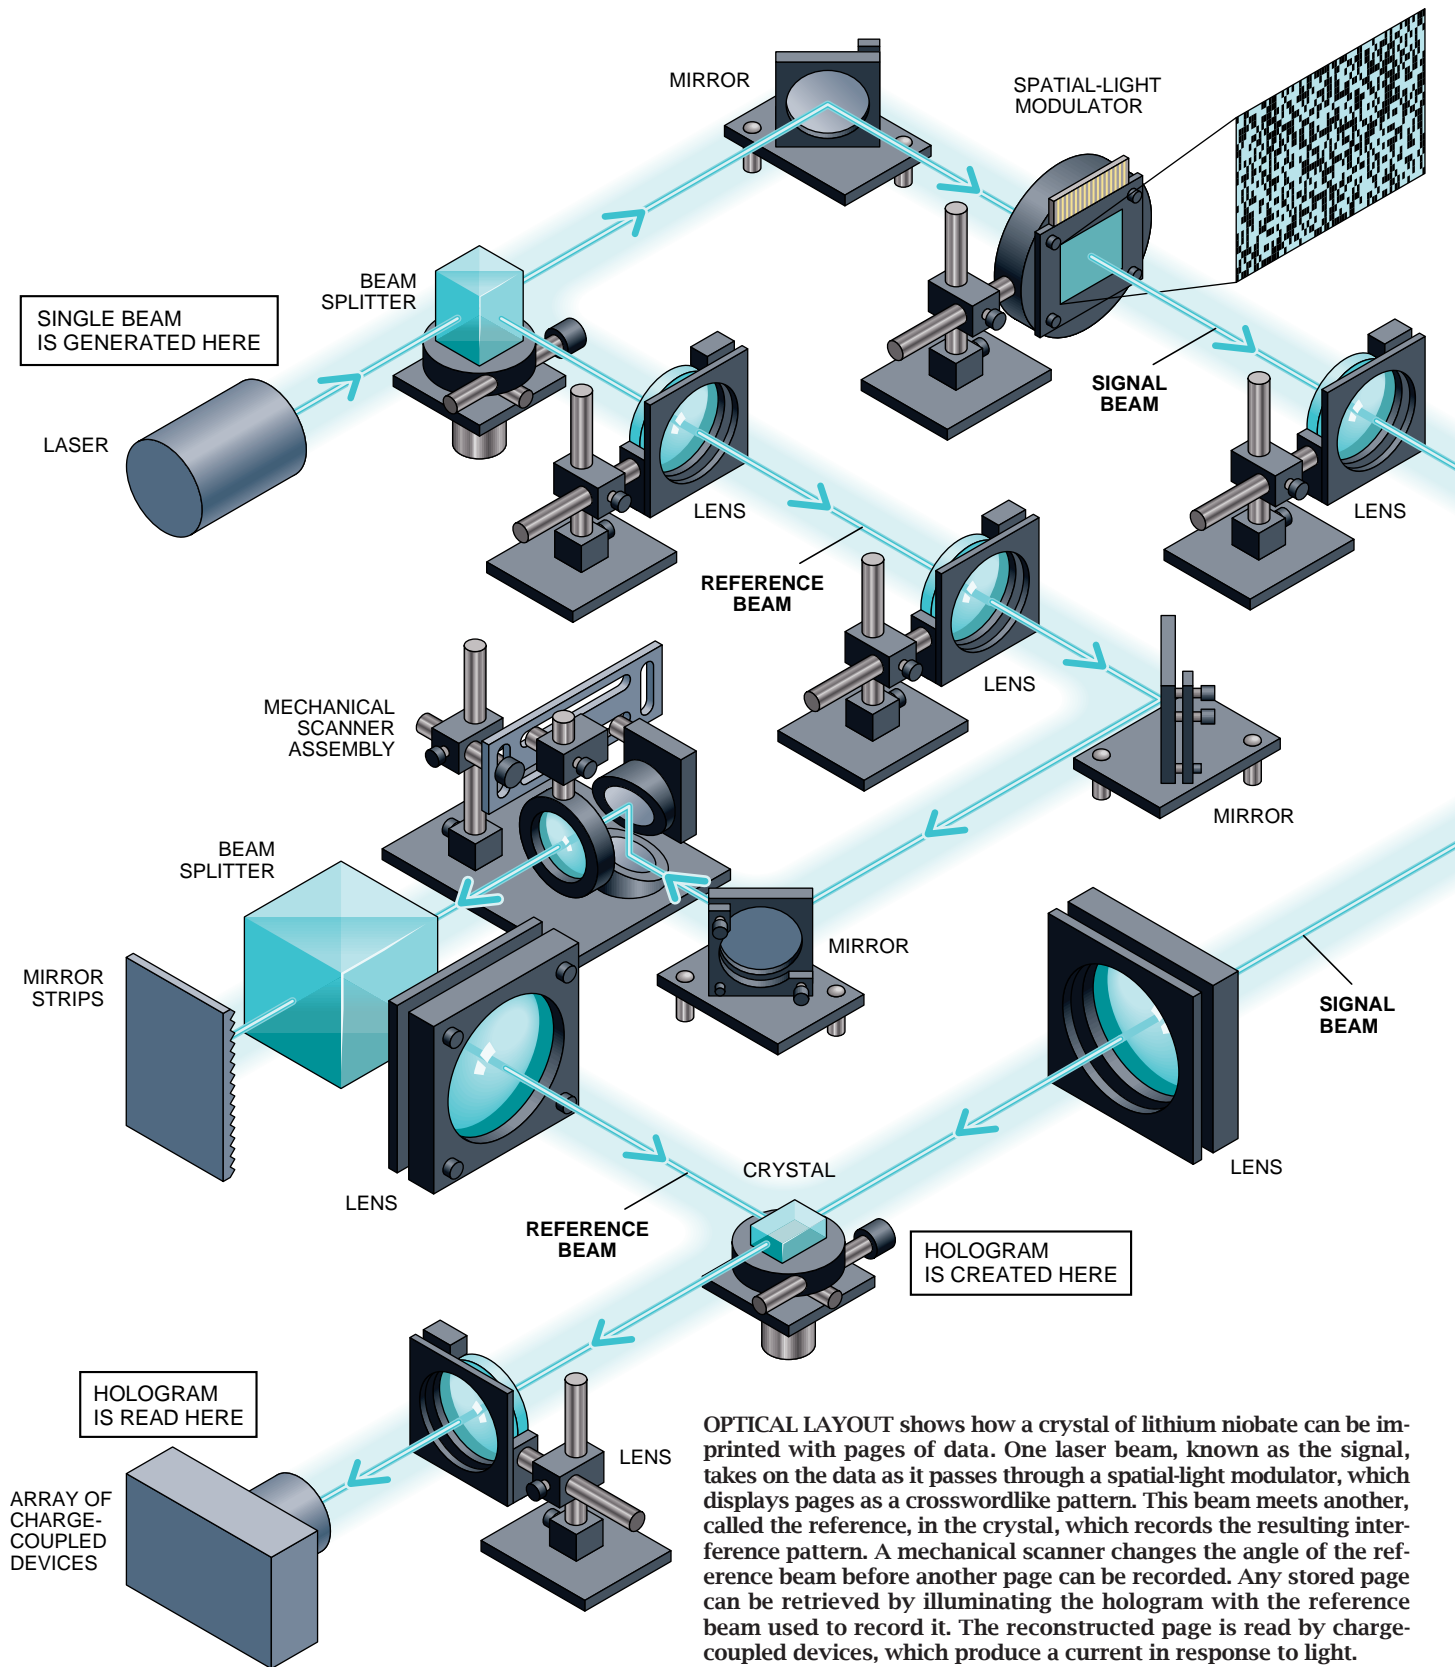 MIRROR
SPATIAL-LIGHT
MODULATOR
BEAM
SPLITTER
SINGLE BEAM
IS GENERATED HERE
LASER
SIGNAL
BEAM
LENS
LENS
REFERENCE
BEAM
LENS
MECHANICAL
SCANNER
ASSEMBLY
MIRROR
BEAM
SPLITTER
MIRROR
MIRROR
STRIPS
SIGNAL
BEAM
LENS
CRYSTAL
LENS
REFERENCE
BEAM
HOLOGRAM
IS CREATED HERE
HOLOGRAM
IS READ HERE
LENS
ARRAY OF
CHARGE-
COUPLED
DEVICES
OPTICAL LAYOUT shows how a crystal of lithium niobate can be im-
printed with pages of data. One laser beam, known as the signal,
takes on the data as it passes through a spatial-light modulator, which
displays pages as a crosswordlike pattern. This beam meets another,
called the reference, in the crystal, which records the resulting inter-
ference pattern. A mechanical scanner changes the angle of the ref-
erence beam before another page can be recorded. Any stored page
can be retrieved by illuminating the hologram with the reference
beam used to record it. The reconstructed page is read by charge-
coupled devices, which produce a current in response to light.